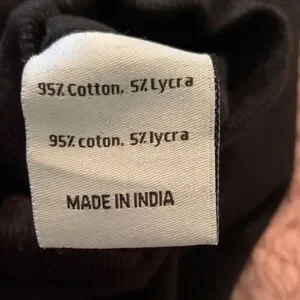 95% Cotton. 5% Lycra
95% coton. 5% lycra
MADE IN INDIA